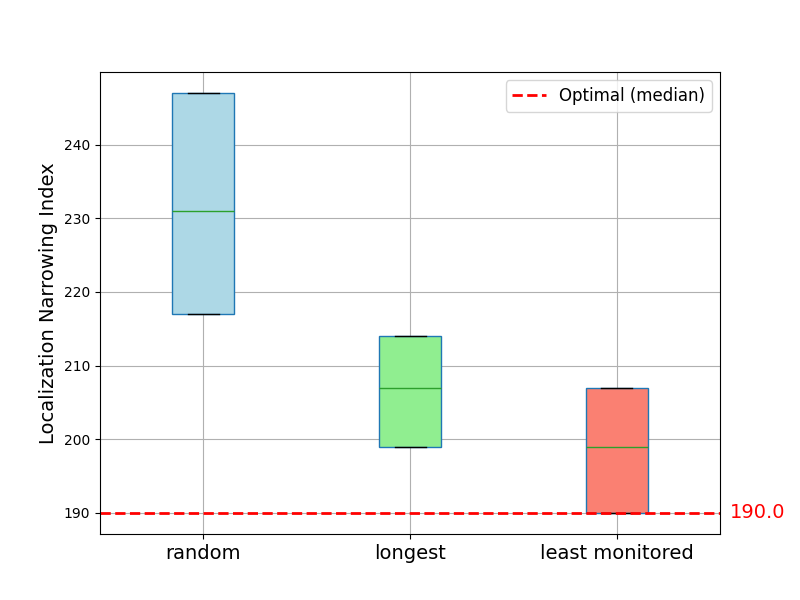 Optimal (median)
Localization Narrowing Index
240
230
220
210
200
190
190.0
random
longest
least monitored